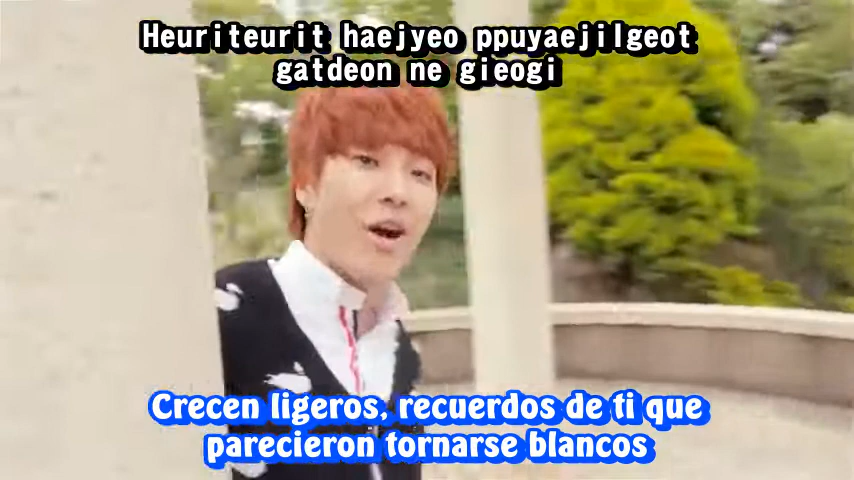 Heuriteurit haejyeo ppuyaejilgeot
gatdeon ne gieogi
Crecen ligeros, recuerdos de ti que
parecieron tornarse blancos